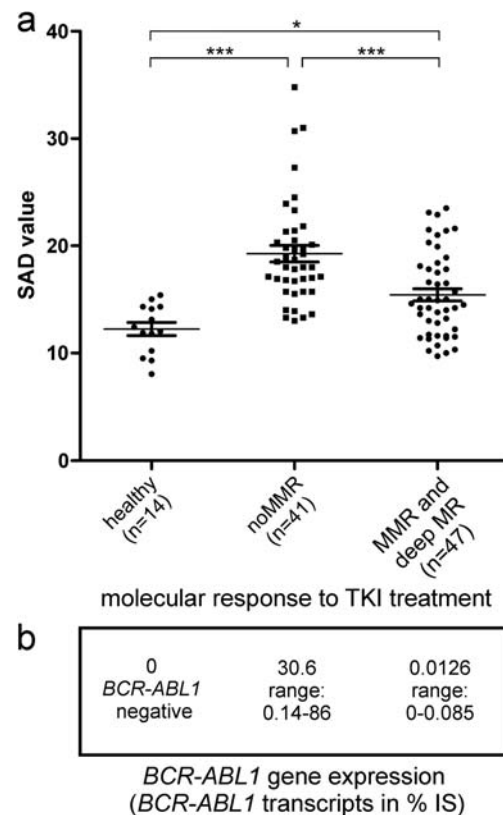 a
*
***
***
40
30
20
10
0
SAD value
healthy
(n=14)
noMMR
(n=41)
MMR and
deep MR
(n=47)
molecular response to TKI treatment
b
0
BCR-ABL1
negative
30.6
range:
0.14-86
0.0126
range:
0-0.085
BCR-ABL1 gene expression
(BCR-ABL1 transcripts in % IS)